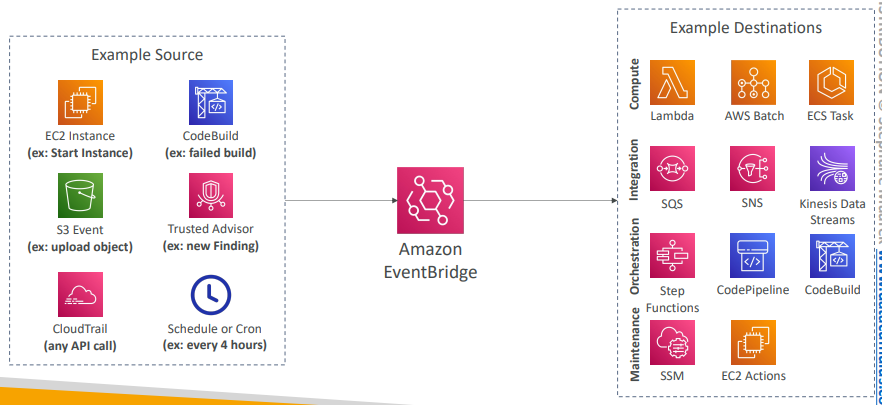 Example Source
EC2 Instance
(ex: Start Instance)
CodeBuild
(ex: failed build)
S3 Event
(ex: upload object)
Trusted Advisor
(ex: new Finding)
CloudTrail
(any API call)
Schedule or Cron
(ex: every 4 hours)
Amazon
EventBridge
Example Destinations
Compute
Lambda
AWS Batch
ECS Task
Integration
SQS
SNS
Kinesis Data
Streams
Orchestration
Step
Functions
CodePipeline
CodeBuild
Maintenance
SSM
EC2 Actions